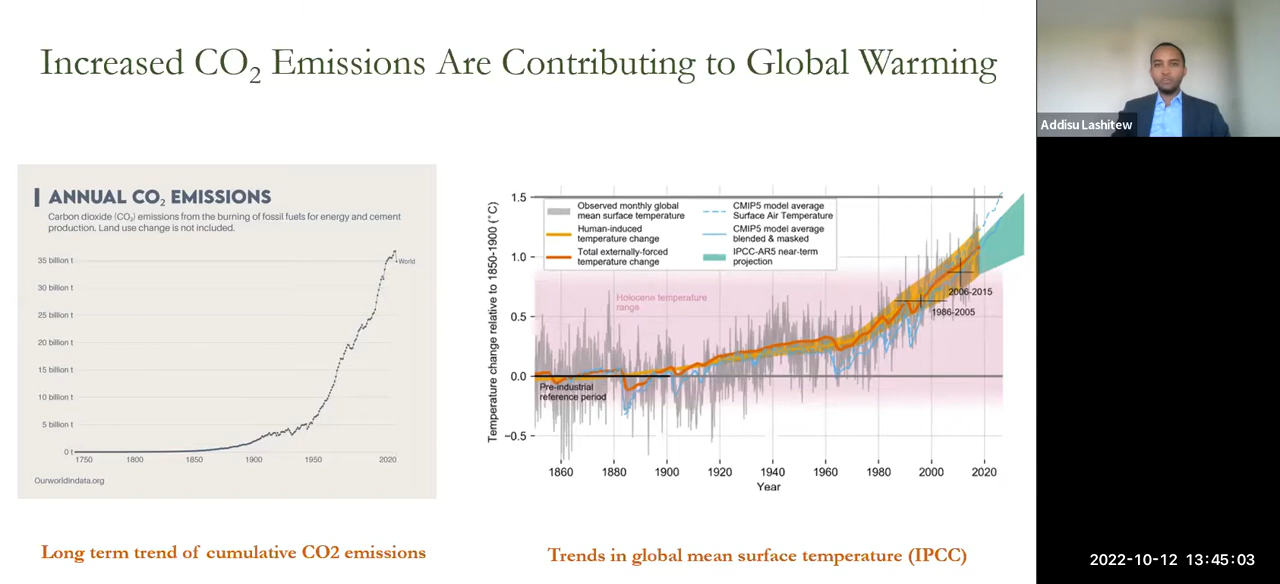 Increased CO₂ Emissions Are Contributing to Global Warming
Addisu Lashitew
ANNUAL CO₂ EMISSIONS
Carbon dioxide (CO₂) emissions from the burning of fossil fuels for energy and cement
production. Land use change is not included.
35 billion t
World
30 billion t
25 billion t
20 billion t
15 billion t
10 billion t
5 billion t
0 t
1750 1800 1850 1900 1950 2020
Ourworldindata.org
Long term trend of cumulative CO2 emissions
Temperature change relative to 1850-1900 (°C)
1.5
1.0
0.5
0.0
−0.5
Observed monthly global
mean surface temperature
Human-induced
temperature change
Total externally-forced
temperature change
CMIP5 model average
Surface Air Temperature
CMIP5 model average
blended & masked
IPCC-AR5 near-term
projection
Holocene temperature
range
2006-2015
1986-2005
Pre-industrial
reference period
1860 1880 1900 1920 1940 1960 1980 2000 2020
Year
Trends in global mean surface temperature (IPCC)
2022-10-12 13:45:03